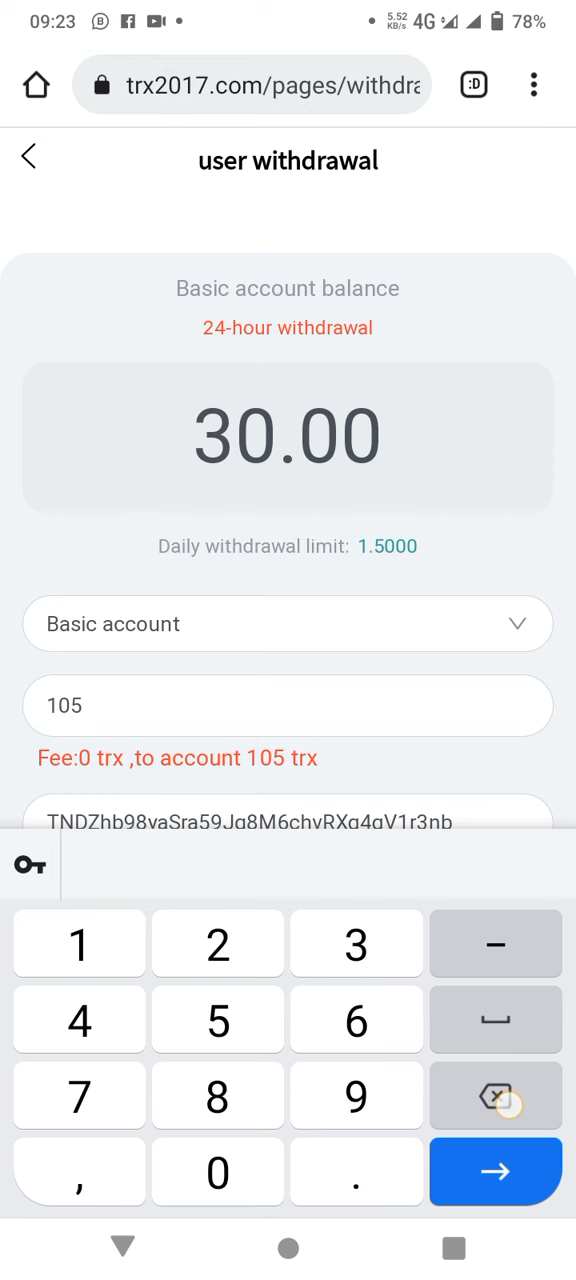 09:23
5.52 KB/s 4G 78%
trx2017.com/pages/withdra
:D
user withdrawal
Basic account balance
24-hour withdrawal
30.00
Daily withdrawal limit: 1.5000
Basic account
105
Fee:0 trx ,to account 105 trx
1 2 3 –
4 5 6
7 8 9
, 0 .